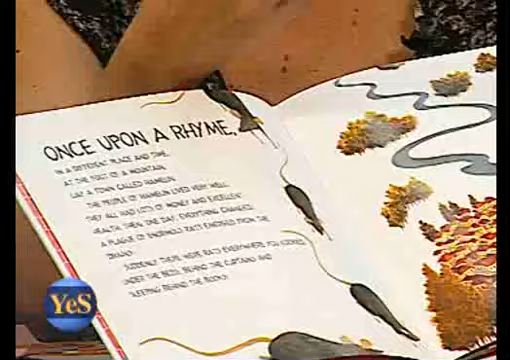 ONCE UPON A RHYME,
IN A DIFFERENT PLACE AND TIME,
AT THE FOOT OF A MOUNTAIN
LAY A TOWN CALLED HAMELIN.
THE PEOPLE OF HAMELIN LIVED VERY WELL.
THEY ALL HAD LOTS OF MONEY AND EXCELLENT
HEALTH. THEN ONE DAY, EVERYTHING CHANGED.
A PLAGUE OF ENORMOUS RATS EMERGED FROM THE
DRAINS.
SUDDENLY THERE WERE RATS EVERYWHERE YOU LOOKED,
UNDER THE BEDS, BEHIND THE CURTAINS AND
SLEEPING BEHIND THE BOOKS.
YeS